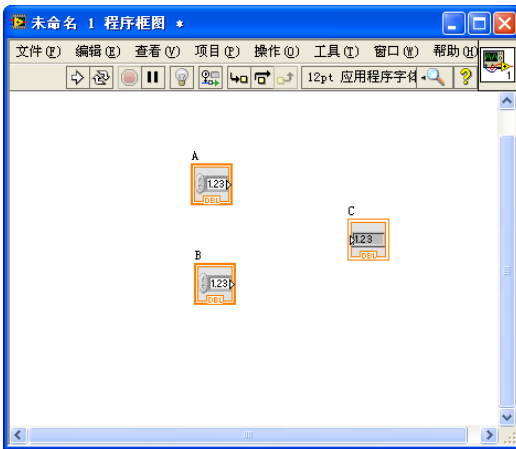 未命名 1 程序框图 *
文件(F) 编辑(E) 查看(V) 项目(P) 操作(O) 工具(T) 窗口(W) 帮助(H)
12pt 应用程序字体
1
A
1.23
DBL
C
1.23
DBL
B
1.23
DBL